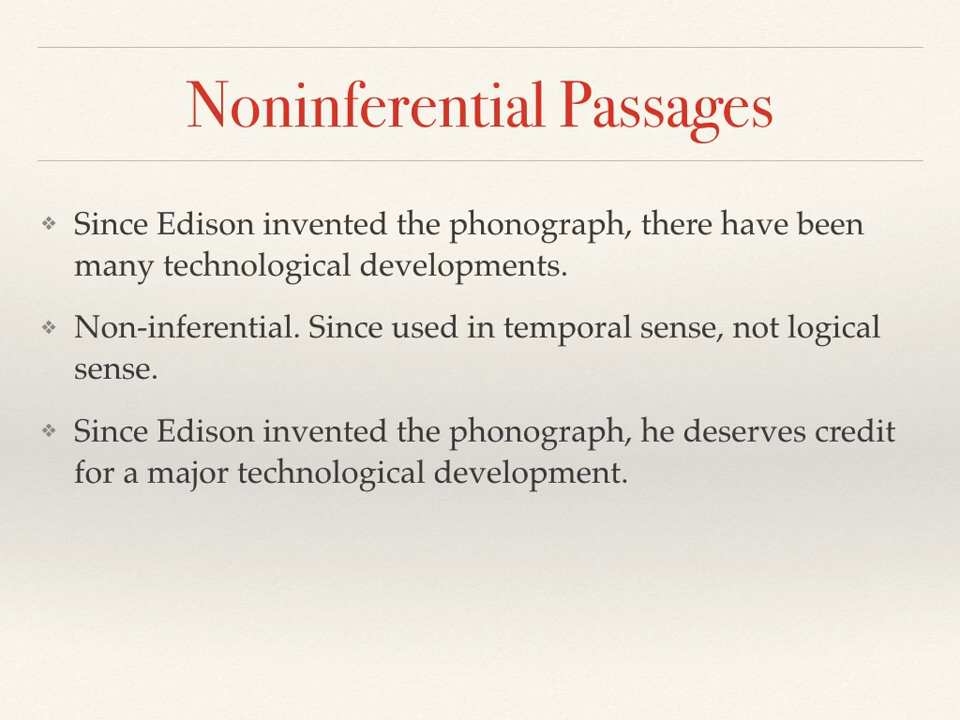 Noninferential Passages
❖ Since Edison invented the phonograph, there have been
many technological developments.
❖ Non-inferential. Since used in temporal sense, not logical
sense.
❖ Since Edison invented the phonograph, he deserves credit
for a major technological development.